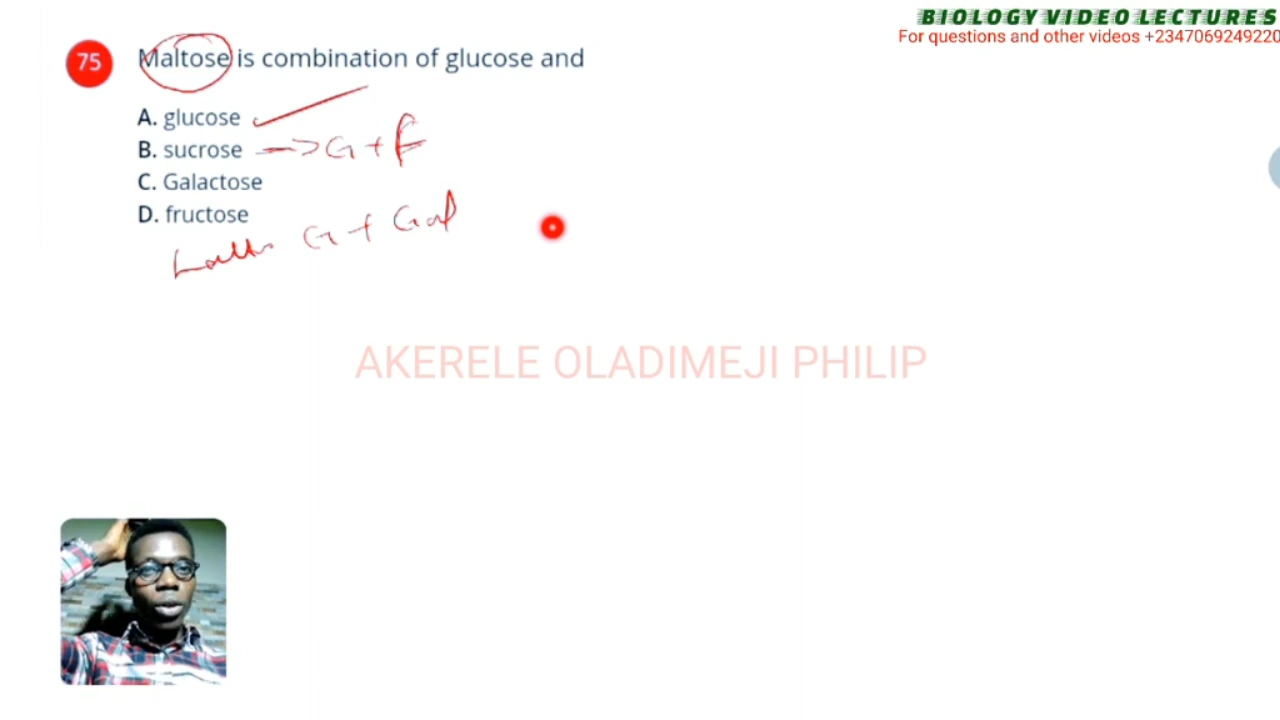 BIOLOGY VIDEO LECTURES
For questions and other videos +2347069249220
75 Maltose is combination of glucose and
A. glucose
B. sucrose → G + F
C. Galactose
D. fructose
G + Gal
AKERELE OLADIMEJI PHILIP